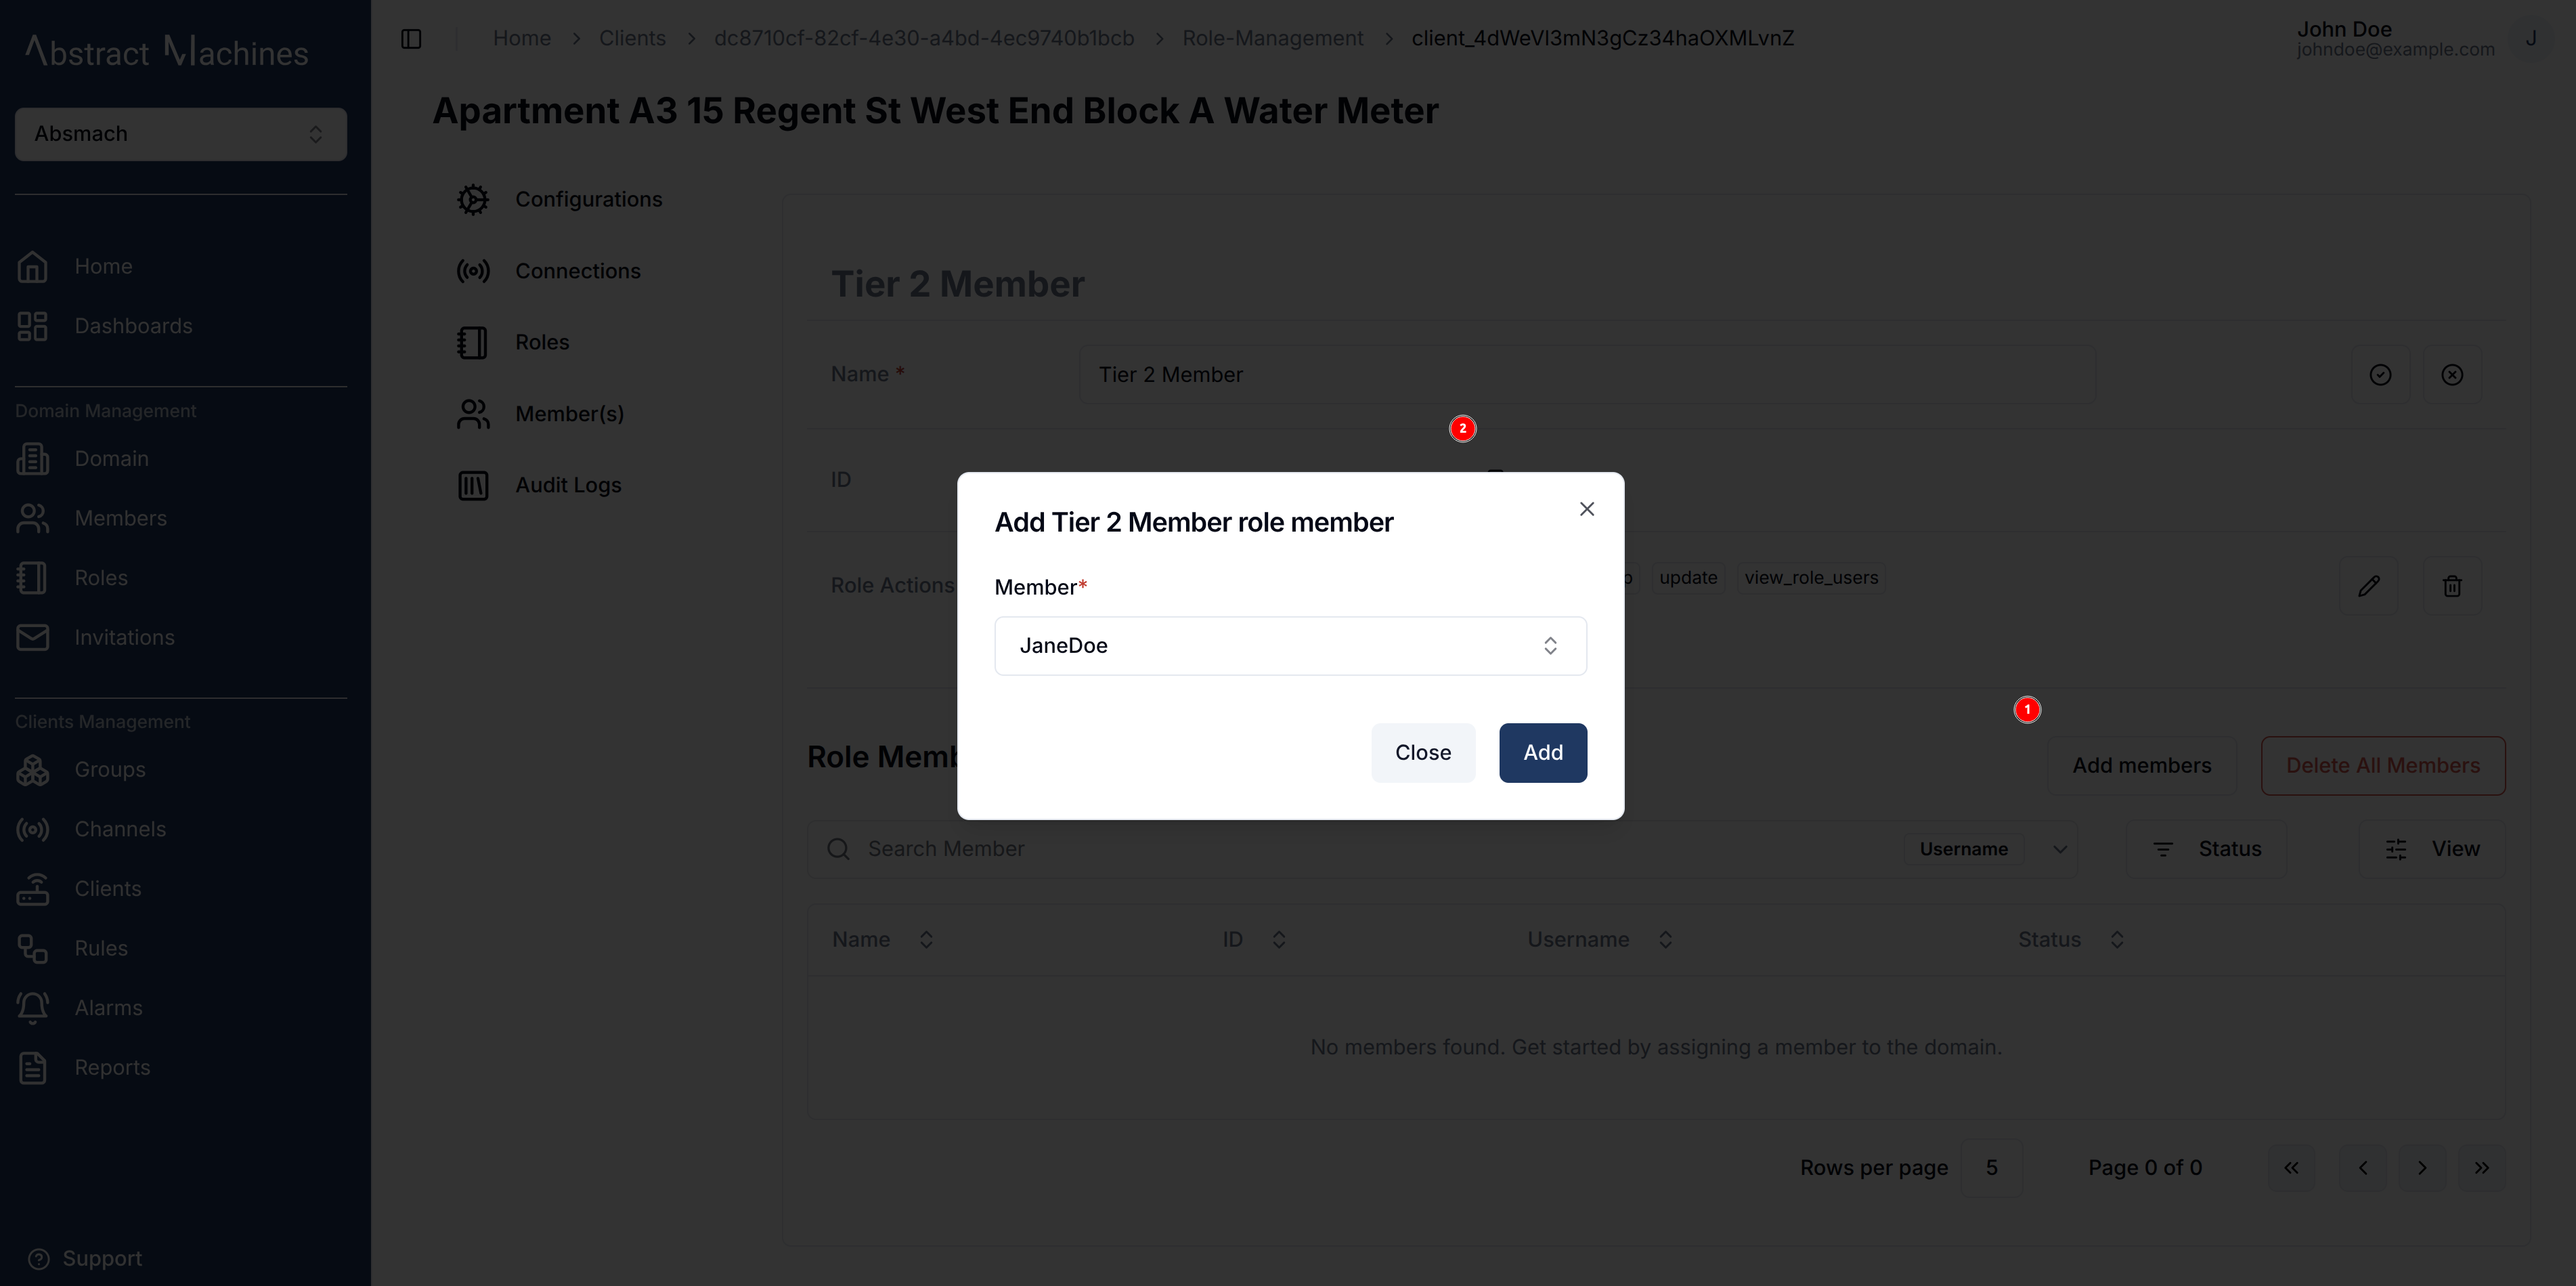 Abstract Machines
Absmach
Home
Dashboards
Domain Management
Domain
Members
Roles
Invitations
Clients Management
Groups
Channels
Clients
Rules
Alarms
Reports
Support
Home > Clients > dc8710cf-82cf-4e30-a4bd-4ec9740b1bcb > Role-Management > client_4dWeVl3mN3gCz34haOXMLvnZ
John Doe
johndoe@example.com
J
Apartment A3 15 Regent St West End Block A Water Meter
Configurations
Connections
Roles
Member(s)
Audit Logs
Tier 2 Member
Name * Tier 2 Member
2
ID
Role Actions update view_role_users
Add Tier 2 Member role member
Member*
JaneDoe
Close Add
1
Role Memb
Add members Delete All Members
Search Member Username Status View
Name ID Username Status
No members found. Get started by assigning a member to the domain.
Rows per page 5 Page 0 of 0